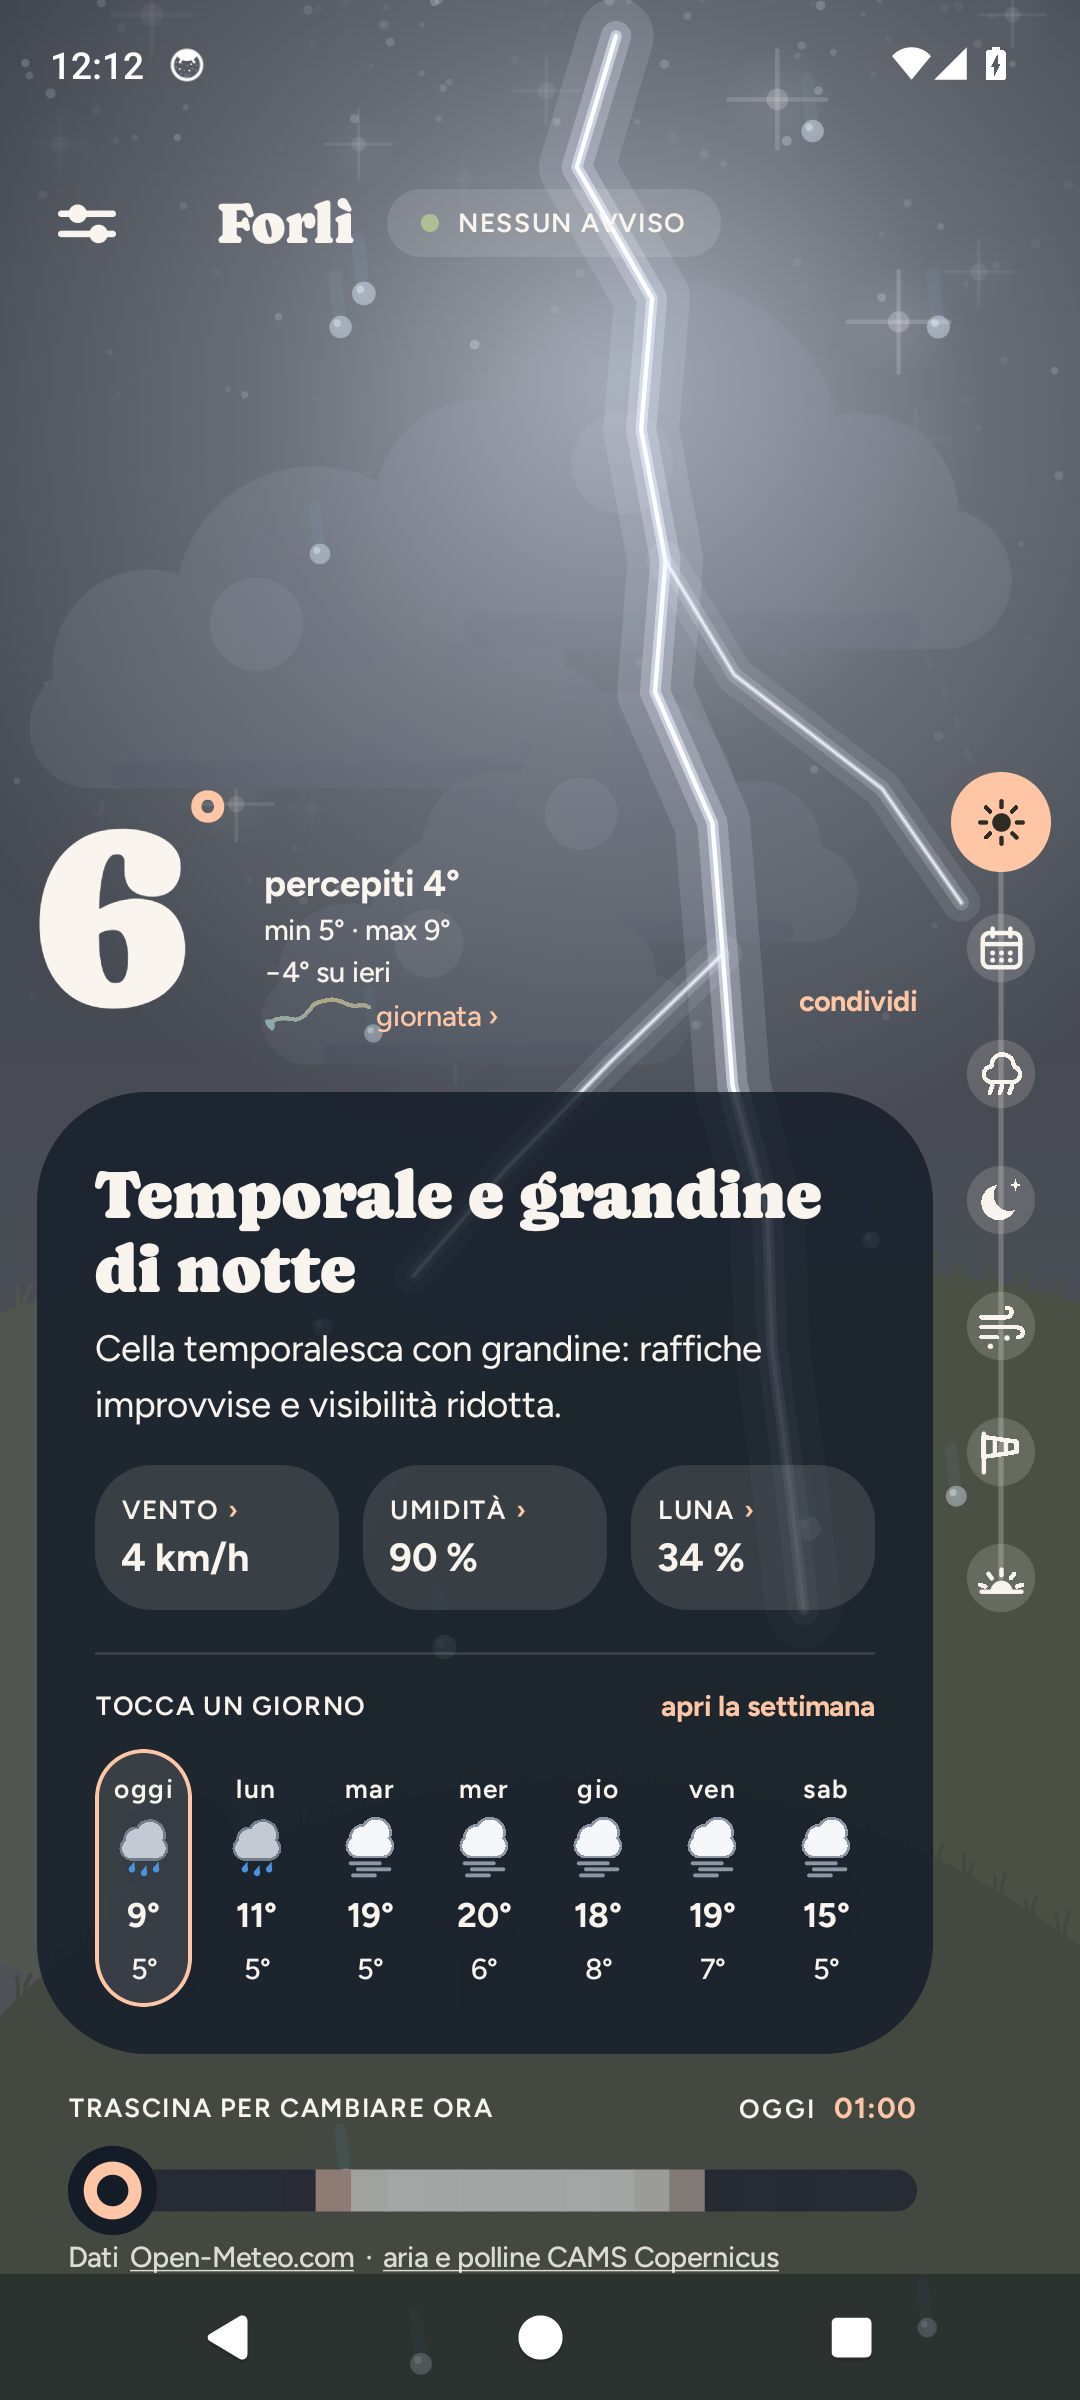 12:12
Forlì
NESSUN AVVISO
6°
percepiti 4°
min 5° · max 9°
−4° su ieri
giornata ›
condividi
Temporale e grandine
di notte
Cella temporalesca con grandine: raffiche
improvvise e visibilità ridotta.
VENTO › UMIDITÀ › LUNA ›
4 km/h 90 % 34 %
TOCCA UN GIORNO apri la settimana
oggi lun mar mer gio ven sab
9° 11° 19° 20° 18° 19° 15°
5° 5° 5° 6° 8° 7° 5°
TRASCINA PER CAMBIARE ORA OGGI 01:00
Dati Open-Meteo.com · aria e polline CAMS Copernicus